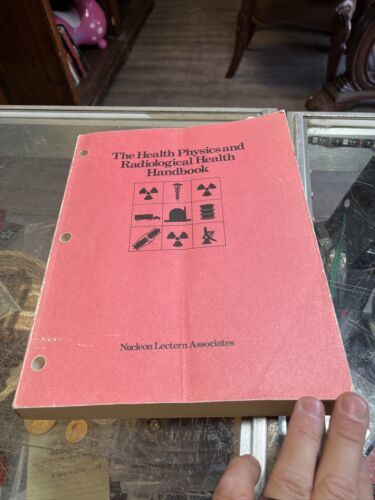 The Health Physics and
Radiological Health
Handbook
Nucleon Lectern Associates